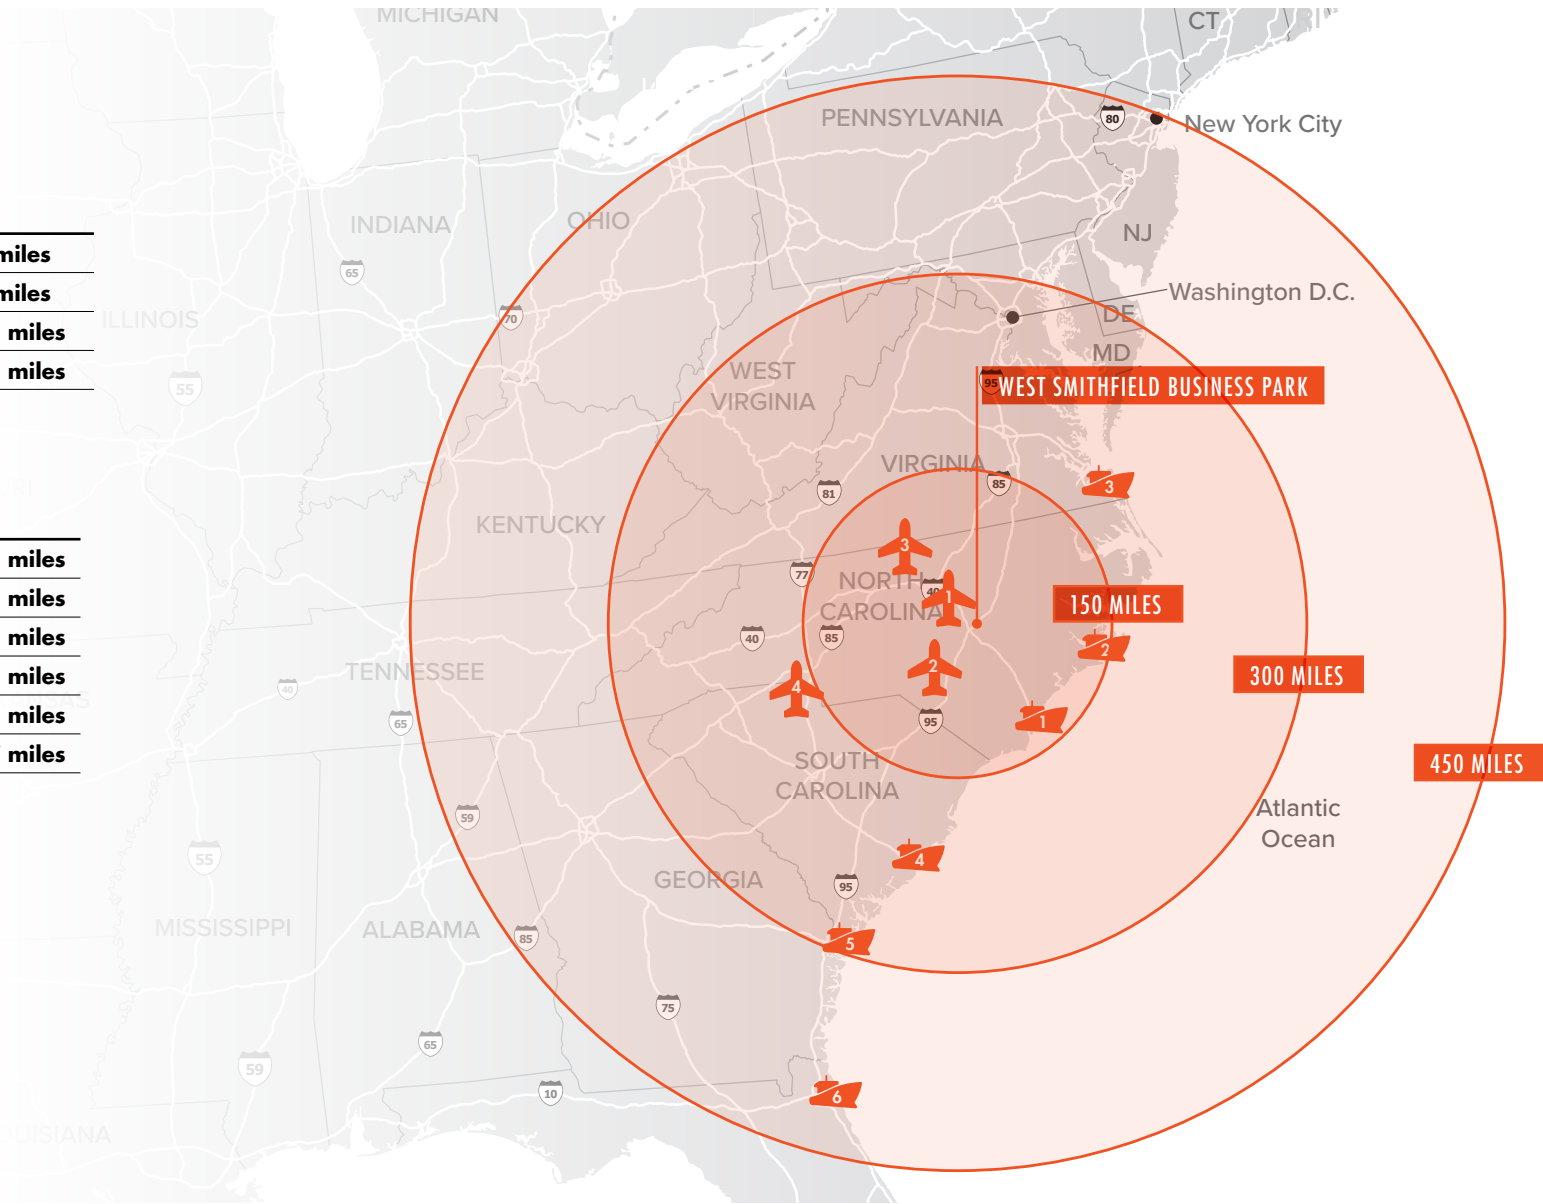 MICHIGAN
CT
RI
PENNSYLVANIA
80
New York City
INDIANA
OHIO
NJ
miles
65
miles
Washington D.C.
ILLINOIS
70
DE
miles
MD
WEST
VIRGINIA
miles
55
95
WEST SMITHFIELD BUSINESS PARK
VIRGINIA
81
85
3
KENTUCKY
3
miles
77
NORTH
CAROLINA
40
1
miles
150 MILES
40
85
miles
2
TENNESSEE
2
300 MILES
miles
40
4
65
95
1
miles
miles
SOUTH
CAROLINA
450 MILES
59
Atlantic
Ocean
55
4
GEORGIA
95
MISSISSIPPI
ALABAMA
85
5
75
65
59
10
6